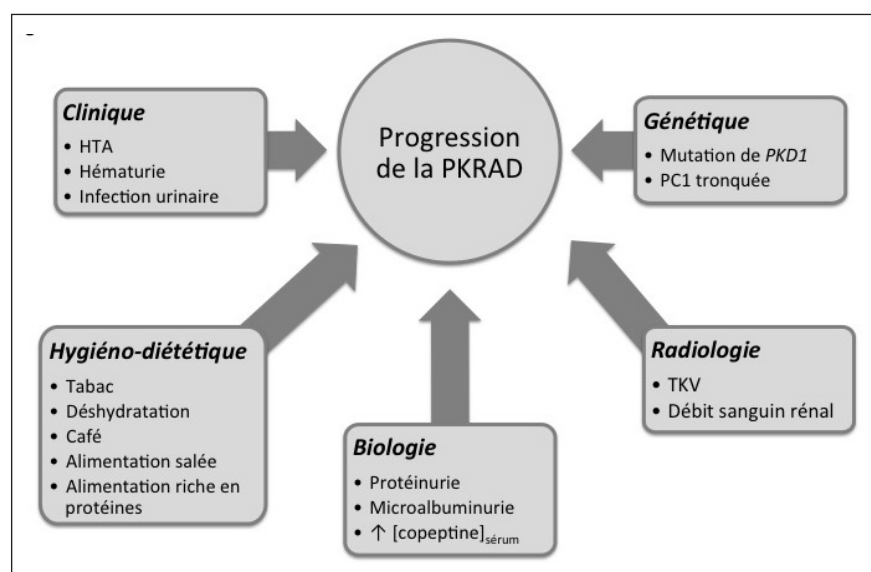 Progression
de la PKRAD
Clinique
• HTA
• Hématurie
• Infection urinaire
Génétique
• Mutation de PKD1
• PC1 tronquée
Hygiéno-diététique
• Tabac
• Déshydratation
• Café
• Alimentation salée
• Alimentation riche en
protéines
Biologie
• Protéinurie
• Microalbuminurie
• ↑ [copeptine]sérum
Radiologie
• TKV
• Débit sanguin rénal